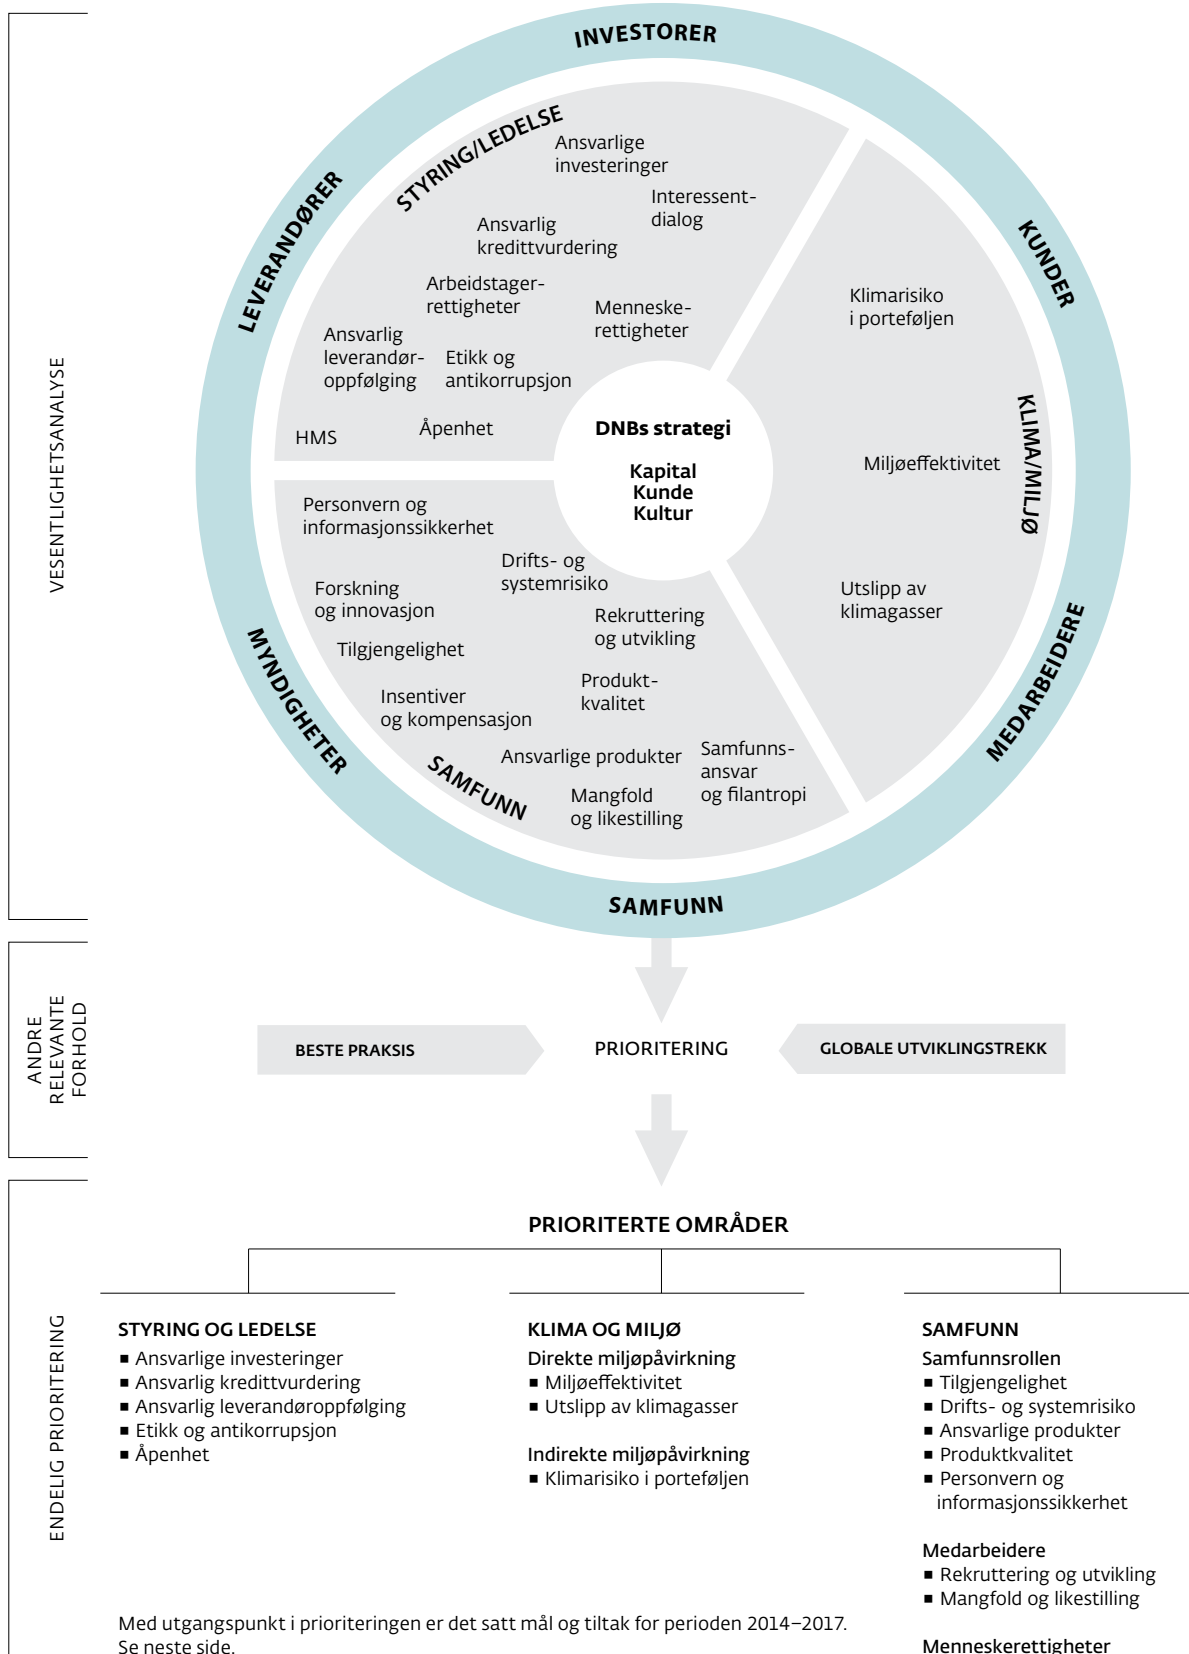 VESENTLIGHETSANALYSE
INVESTORER
LEVERANDØRER
KUNDER
MYNDIGHETER
MEDARBEIDERE
SAMFUNN
STYRING/LEDELSE
Ansvarlige
investeringer
Interessent-
dialog
Ansvarlig
kredittvurdering
Arbeidstager-
rettigheter
Menneske-
rettigheter
Ansvarlig
leverandør-
oppfølging
Etikk og
antikorrupsjon
HMS
Åpenhet
KLIMA/MILJØ
Klimarisiko
i porteføljen
Miljøeffektivitet
Utslipp av
klimagasser
DNBs strategi
Kapital
Kunde
Kultur
Personvern og
informasjonssikkerhet
Drifts- og
systemrisiko
Forskning
og innovasjon
Rekruttering
og utvikling
Tilgjengelighet
Produkt-
kvalitet
Insentiver
og kompensasjon
Ansvarlige produkter
Samfunns-
ansvar
og filantropi
Mangfold
og likestilling
SAMFUNN
ANDRE
RELEVANTE
FORHOLD
BESTE PRAKSIS
PRIORITERING
GLOBALE UTVIKLINGSTREKK
ENDELIG PRIORITERING
PRIORITERTE OMRÅDER
STYRING OG LEDELSE
▪ Ansvarlige investeringer
▪ Ansvarlig kredittvurdering
▪ Ansvarlig leverandøroppfølging
▪ Etikk og antikorrupsjon
▪ Åpenhet
KLIMA OG MILJØ
Direkte miljøpåvirkning
▪ Miljøeffektivitet
▪ Utslipp av klimagasser
Indirekte miljøpåvirkning
▪ Klimarisiko i porteføljen
SAMFUNN
Samfunnsrollen
▪ Tilgjengelighet
▪ Drifts- og systemrisiko
▪ Ansvarlige produkter
▪ Produktkvalitet
▪ Personvern og
informasjonssikkerhet
Medarbeidere
▪ Rekruttering og utvikling
▪ Mangfold og likestilling
Menneskerettigheter
Med utgangspunkt i prioriteringen er det satt mål og tiltak for perioden 2014–2017.
Se neste side.